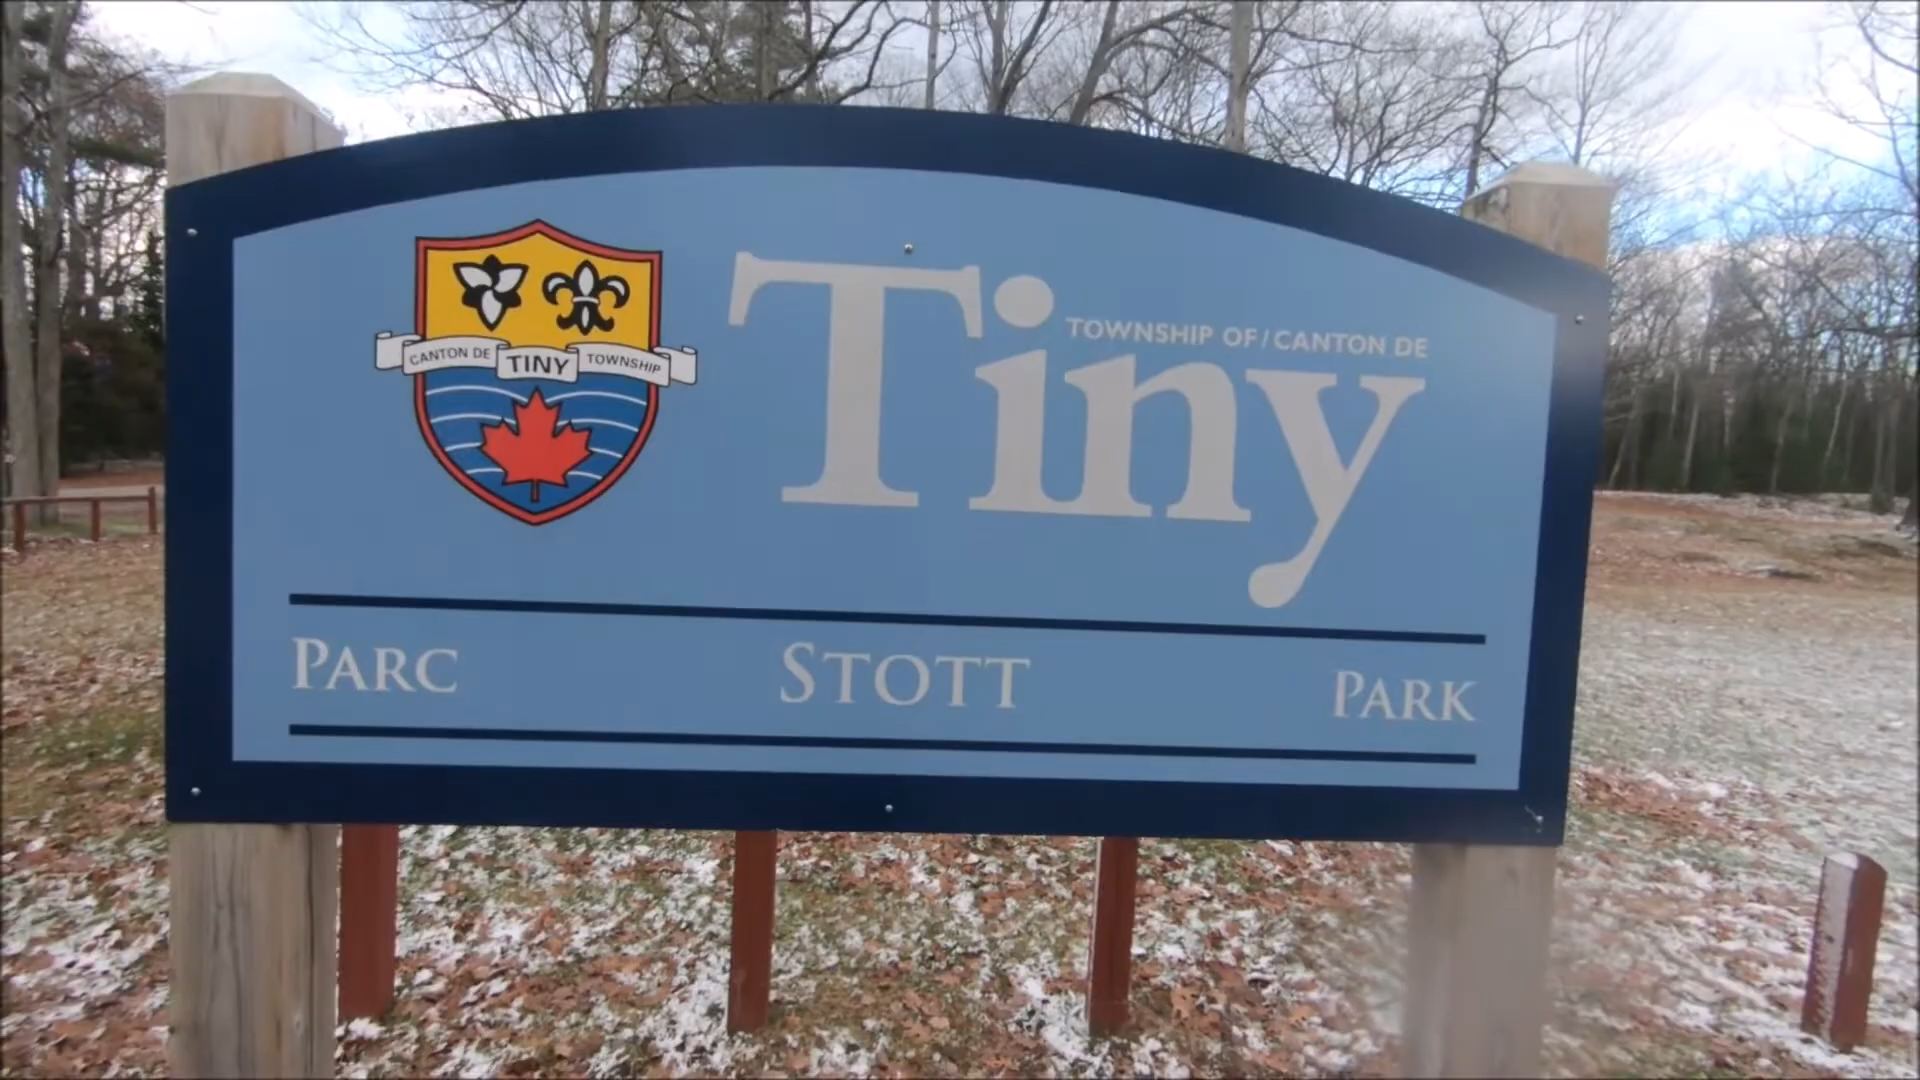 CANTON DE TINY TOWNSHIP
TOWNSHIP OF / CANTON DE
Tiny
PARC STOTT PARK